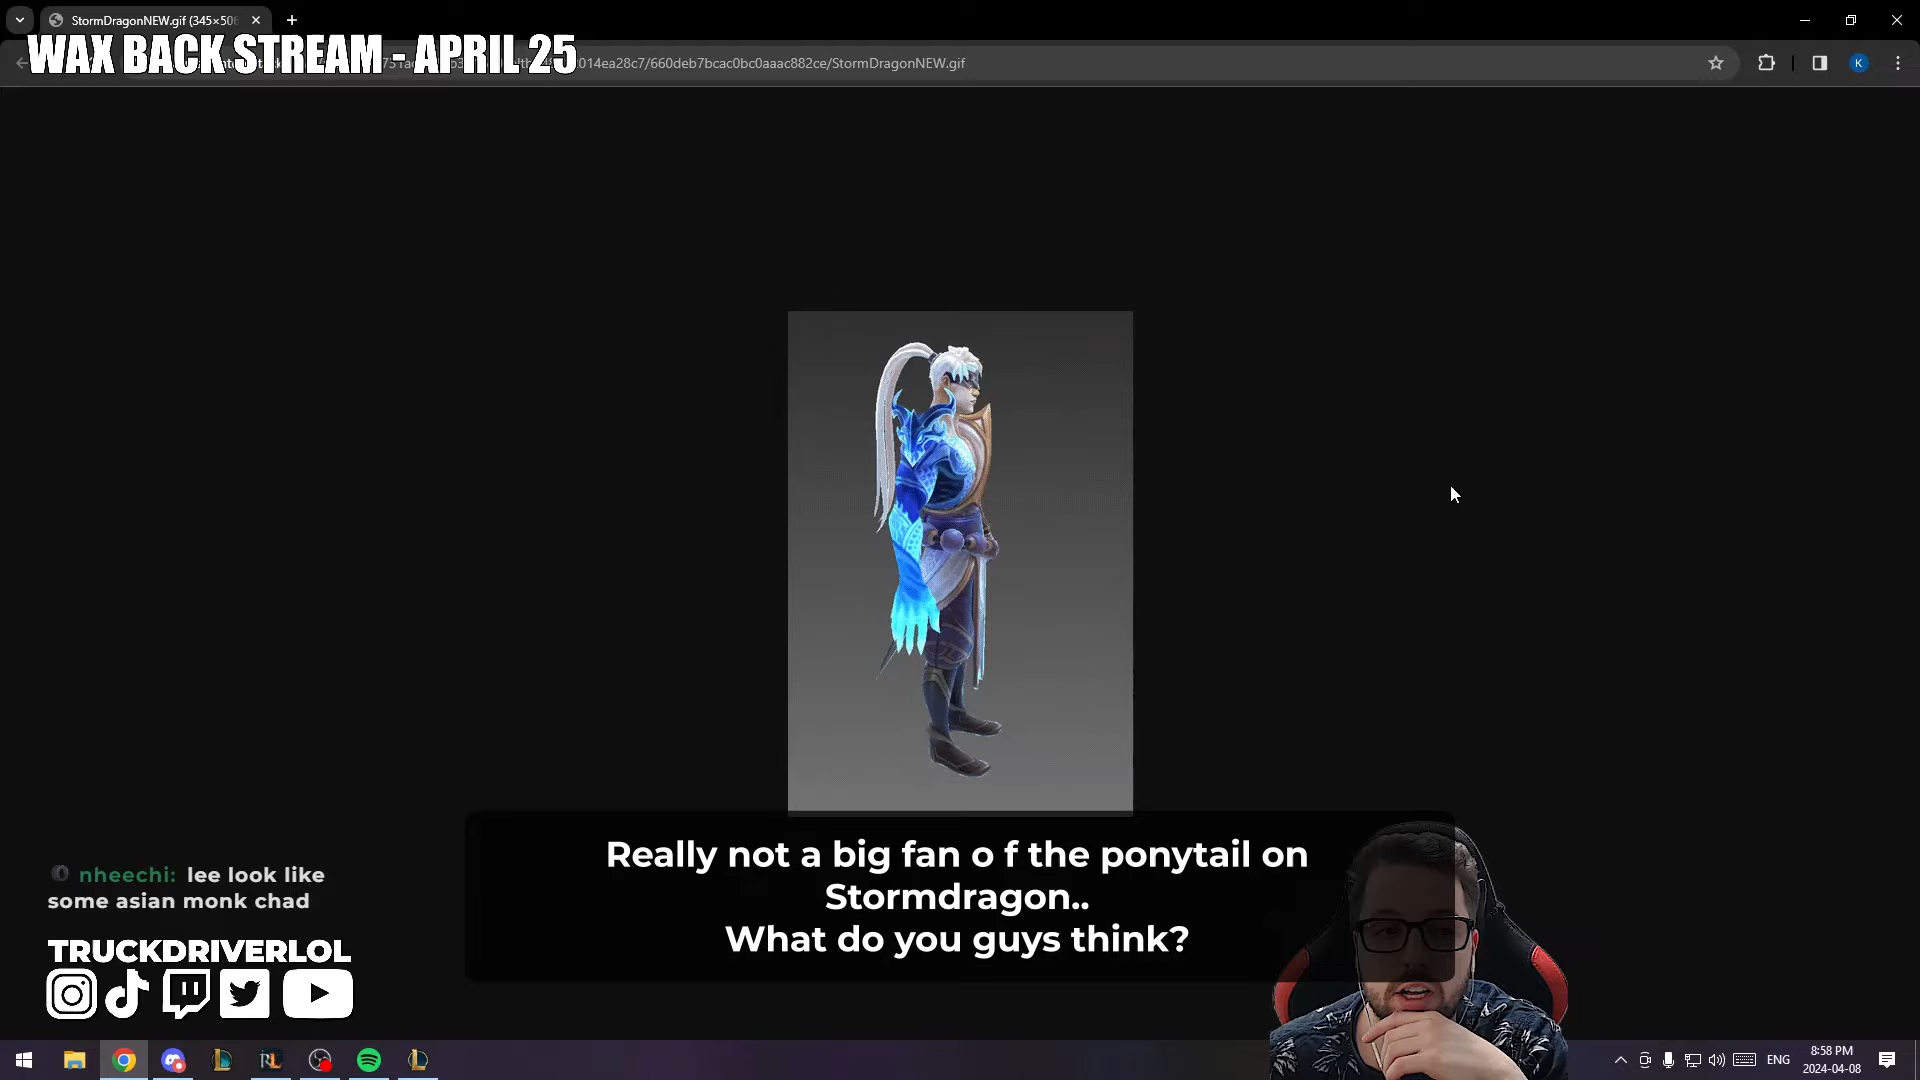 StormDragonNEW.gif (345×506
WAX BACK STREAM - APRIL 25
014ea28c7/660deb7bcac0bc0aaac882ce/StormDragonNEW.gif
K
Really not a big fan o f the ponytail on
Stormdragon..
What do you guys think?
nheechi: lee look like
some asian monk chad
TRUCKDRIVERLOL
RL
ENG
8:58 PM
2024-04-08